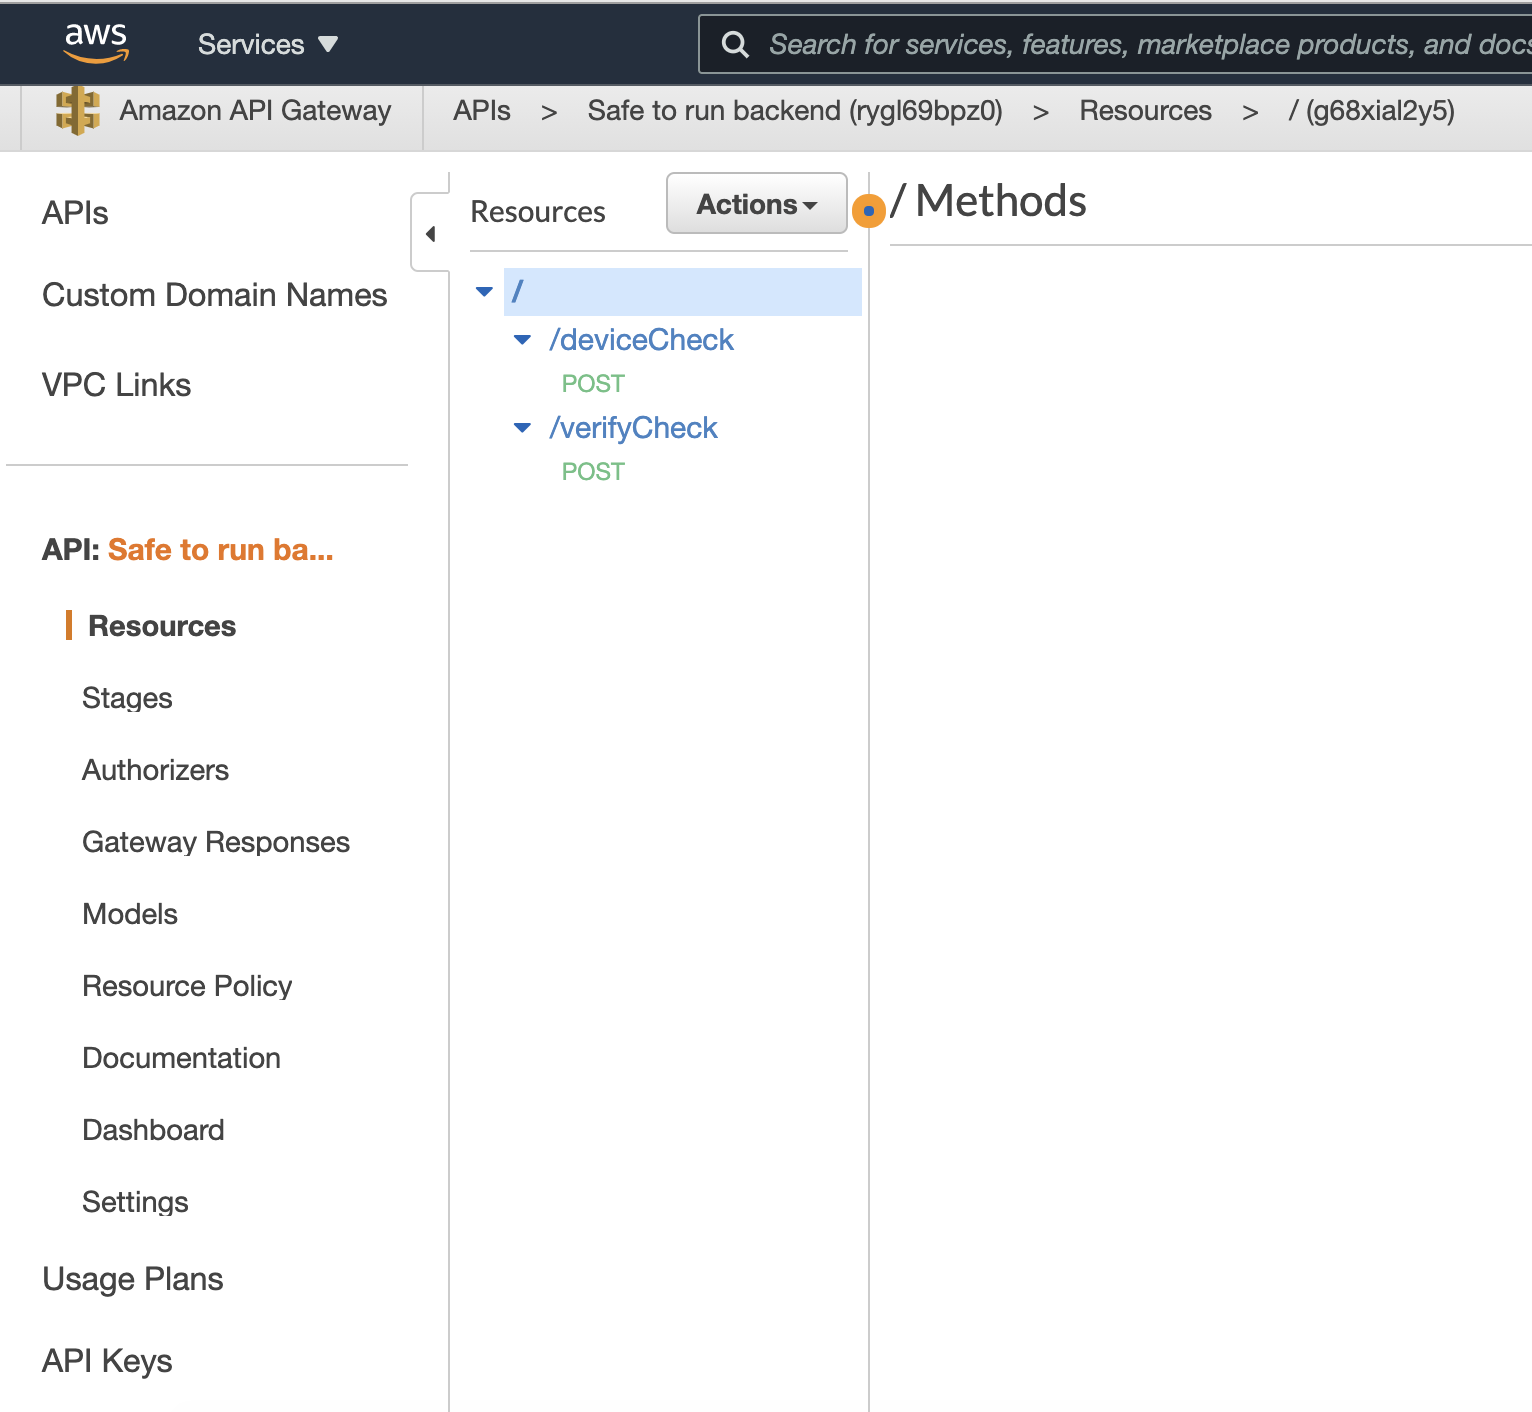 aws Services Search for services, features, marketplace products, and docs
Amazon API Gateway APIs > Safe to run backend (rygl69bpz0) > Resources > / (g68xial2y5)
APIs
Custom Domain Names
VPC Links
API: Safe to run ba...
Resources
Stages
Authorizers
Gateway Responses
Models
Resource Policy
Documentation
Dashboard
Settings
Usage Plans
API Keys
Resources Actions
/
/deviceCheck
POST
/verifyCheck
POST
/ Methods